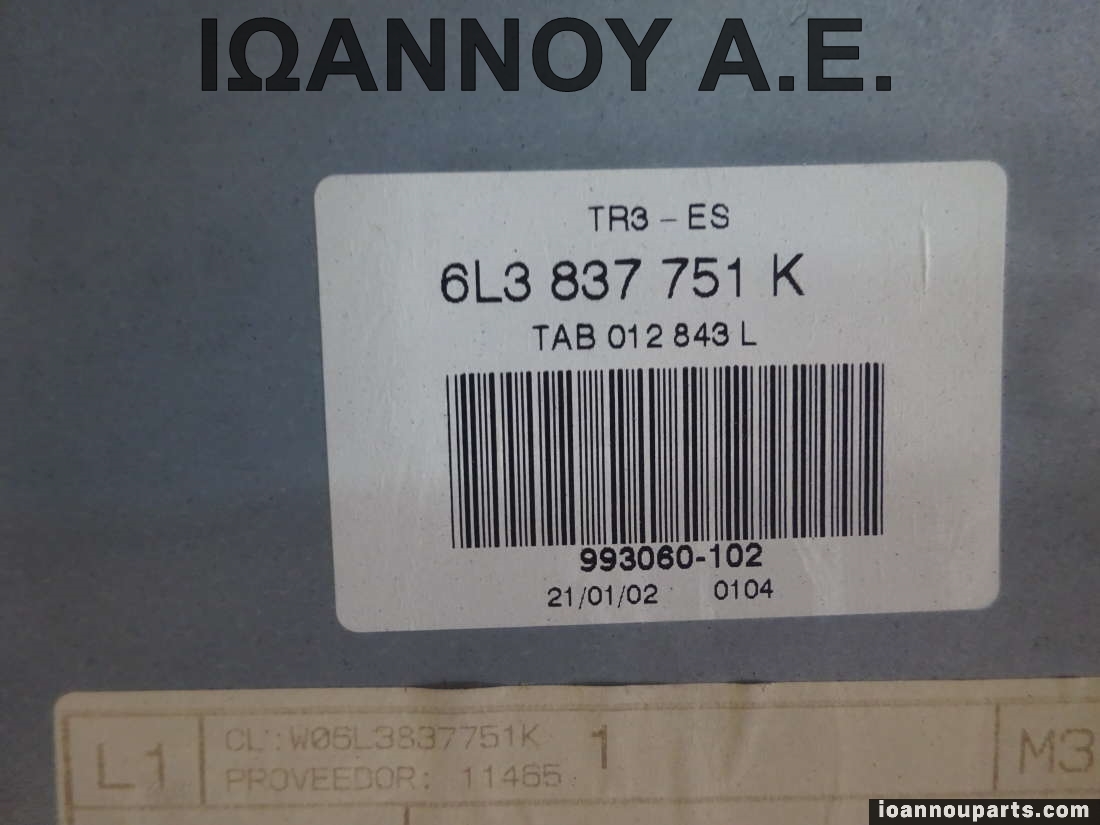 ΙΩΑΝΝΟΥ Α.Ε.
TR3 - ES
6L3 837 751 K
TAB 012 843 L
993060-102
21/01/02 0104
L1
CL:W06L3837751K 1
PROVEEDOR: 11465
M3
ioannouparts.com